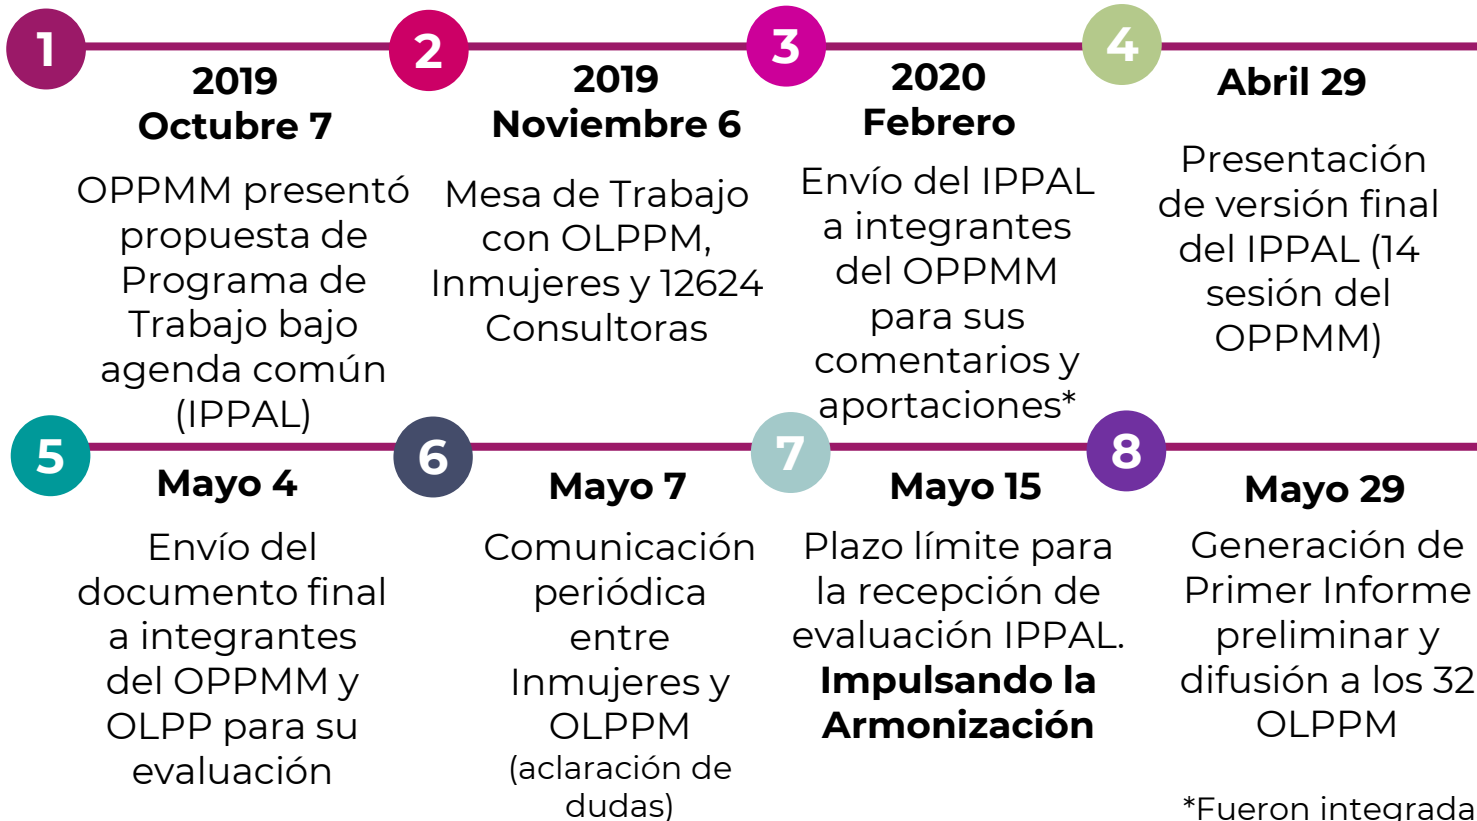 1
2019
Octubre 7
OPPMM presentó
propuesta de
Programa de
Trabajo bajo
agenda común
(IPPAL)
2
2019
Noviembre 6
Mesa de Trabajo
con OLPPM,
Inmujeres y 12624
Consultoras
3
2020
Febrero
Envío del IPPAL
a integrantes
del OPPMM
para sus
comentarios y
aportaciones*
4
Abril 29
Presentación
de versión final
del IPPAL (14
sesión del
OPPMM)
5
Mayo 4
Envío del
documento final
a integrantes
del OPPMM y
OLPP para su
evaluación
6
Mayo 7
Comunicación
periódica
entre
Inmujeres y
OLPPM
(aclaración de
dudas)
7
Mayo 15
Plazo límite para
la recepción de
evaluación IPPAL.
Impulsando la
Armonización
8
Mayo 29
Generación de
Primer Informe
preliminar y
difusión a los 32
OLPPM
*Fueron integrada